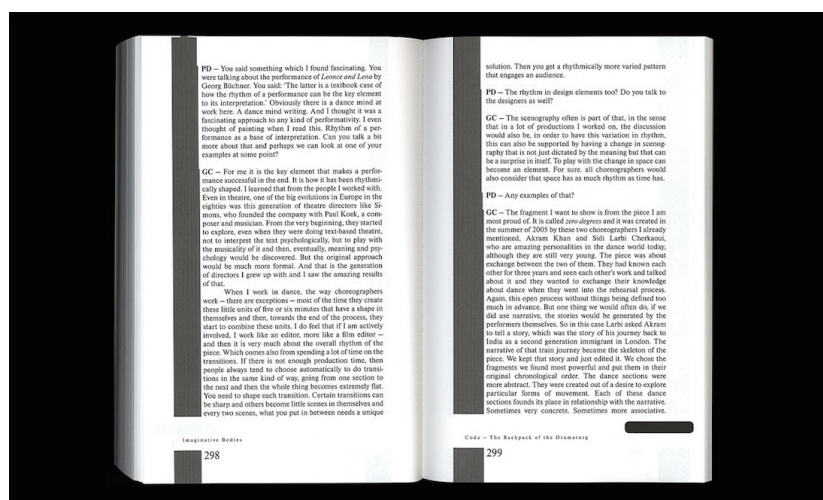 PD – You said something which I found fascinating. You
were talking about the performance of Leonce and Lena by
Georg Büchner. You said: 'The latter is a textbook case of
how the rhythm of a performance can be the key element
to its interpretation.' Obviously there is a dance mind at
work here. A dance mind writing. And I thought it was a
fascinating approach to any kind of performativity. I even
thought of painting when I read this. Rhythm of a per-
formance as a base of interpretation. Can you talk a bit
more about that and perhaps we can look at one of your
examples at some point?
GC – For me it is the key element that makes a perfor-
mance successful in the end. It is how it has been rhythmi-
cally shaped. I learned that from the people I worked with.
Even in theatre, one of the big evolutions in Europe in the
eighties was this generation of theatre directors like Si-
mons, who founded the company with Paul Koek, a com-
poser and musician. From the very beginning, they started
to explore, even when they were doing text-based theatre,
not to interpret the text psychologically, but to play with
the musicality of it and then, eventually, meaning and psy-
chology would be discovered. But the original approach
would be much more formal. And that is the generation
of directors I grew up with and I saw the amazing results
of that.
When I work in dance, the way choreographers
work – there are exceptions – most of the time they create
these little units of five or six minutes that have a shape in
themselves and then, towards the end of the process, they
start to combine these units. I do feel that if I am actively
involved, I work like an editor, more like a film editor –
and then it is very much about the overall rhythm of the
piece. Which comes also from spending a lot of time on the
transitions. If there is not enough production time, then
people always tend to choose automatically to do transi-
tions in the same kind of way, going from one section to
the next and then the whole thing becomes extremely flat.
You need to shape each transition. Certain transitions can
be sharp and others become little scenes in themselves and
every two scenes, what you put in between needs a unique
Imaginative Bodies
298
solution. Then you get a rhythmically more varied pattern
that engages an audience.
PD – The rhythm in design elements too? Do you talk to
the designers as well?
GC – The scenography often is part of that, in the sense
that in a lot of productions I worked on, the discussion
would also be, in order to have this variation in rhythm,
this can also be supported by having a change in scenog-
raphy that is not just dictated by the meaning but that can
be a surprise in itself. To play with the change in space can
become an element. For sure. all choreographers would
also consider that space has as much rhythm as time has.
PD – Any examples of that?
GC – The fragment I want to show is from the piece I am
most proud of. It is called zero degrees and it was created in
the summer of 2005 by these two choreographers I already
mentioned, Akram Khan and Sidi Larbi Cherkaoui,
who are amazing personalities in the dance world today,
although they are still very young. The piece was about
exchange between the two of them. They had known each
other for three years and seen each other's work and talked
about it and they wanted to exchange their knowledge
about dance when they went into the rehearsal process.
Again, this open process without things being defined too
much in advance. But one thing we would often do, if we
did use narrative, the stories would be generated by the
performers themselves. So in this case Larbi asked Akram
to tell a story, which was the story of his journey back to
India as a second generation immigrant in London. The
narrative of that train journey became the skeleton of the
piece. We kept that story and just edited it. We chose the
fragments we found most powerful and put them in their
original chronological order. The dance sections were
more abstract. They were created out of a desire to explore
particular forms of movement. Each of these dance
sections founds its place in relationship with the narrative.
Sometimes very concrete. Sometimes more associative.
Coda – The Backpack of the Dramaturg
299